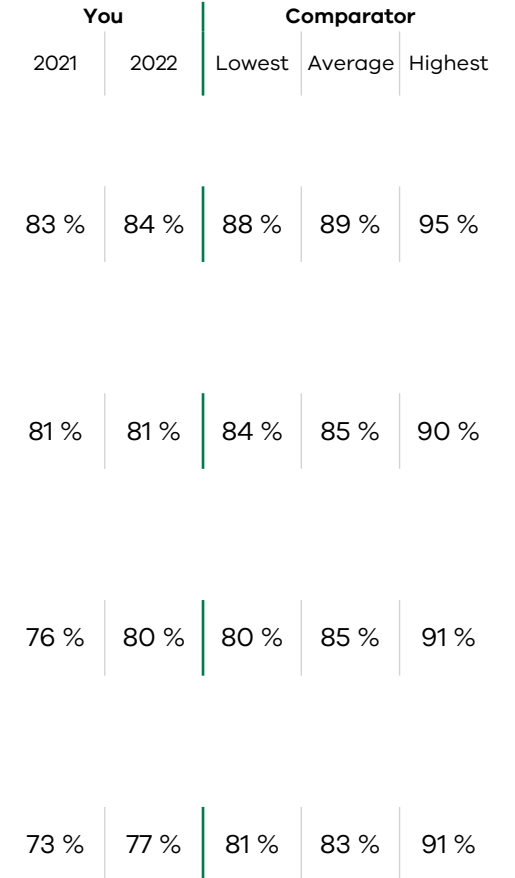 You Comparator
2021 2022 Lowest Average Highest
83 % 84 % 88 % 89 % 95 %
81 % 81 % 84 % 85 % 90 %
76 % 80 % 80 % 85 % 91 %
73 % 77 % 81 % 83 % 91 %